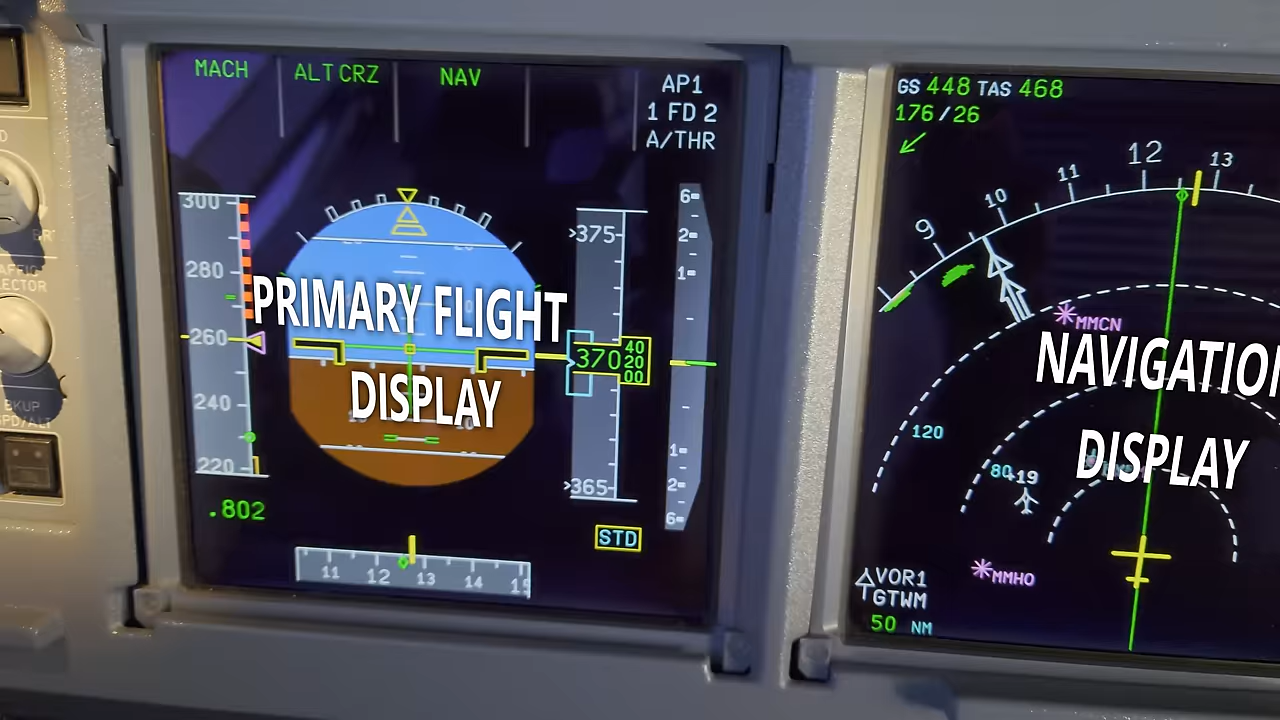 MACH ALT CRZ NAV
AP1
1 FD 2
A/THR
300
280
260
240
220
.802
PRIMARY FLIGHT
DISPLAY
375
370
40
20
00
365
STD
6
2
1
1
2
6
11 12 13 14
GS 448 TAS 468
176/26
9 10 11 12 13
MMCN
NAVIGATION
DISPLAY
120
80
+19
MMHO
VOR1
GTWM
50 NM
BKUP